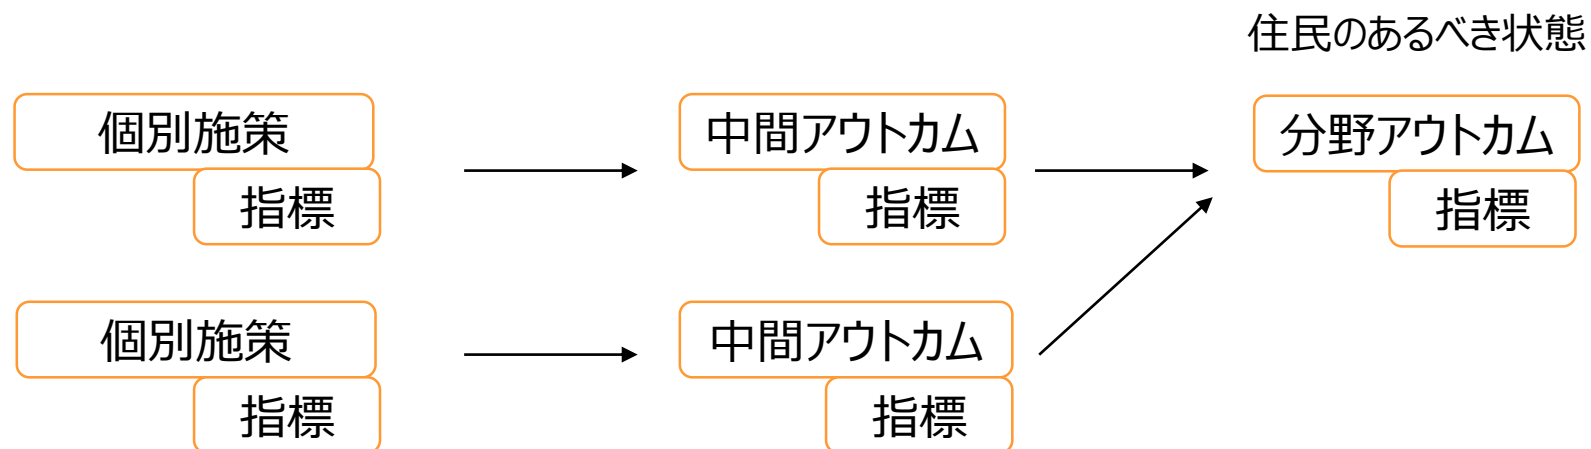 住民のあるべき状態
個別施策
中間アウトカム
分野アウトカム
指標
指標
指標
個別施策
中間アウトカム
指標
指標